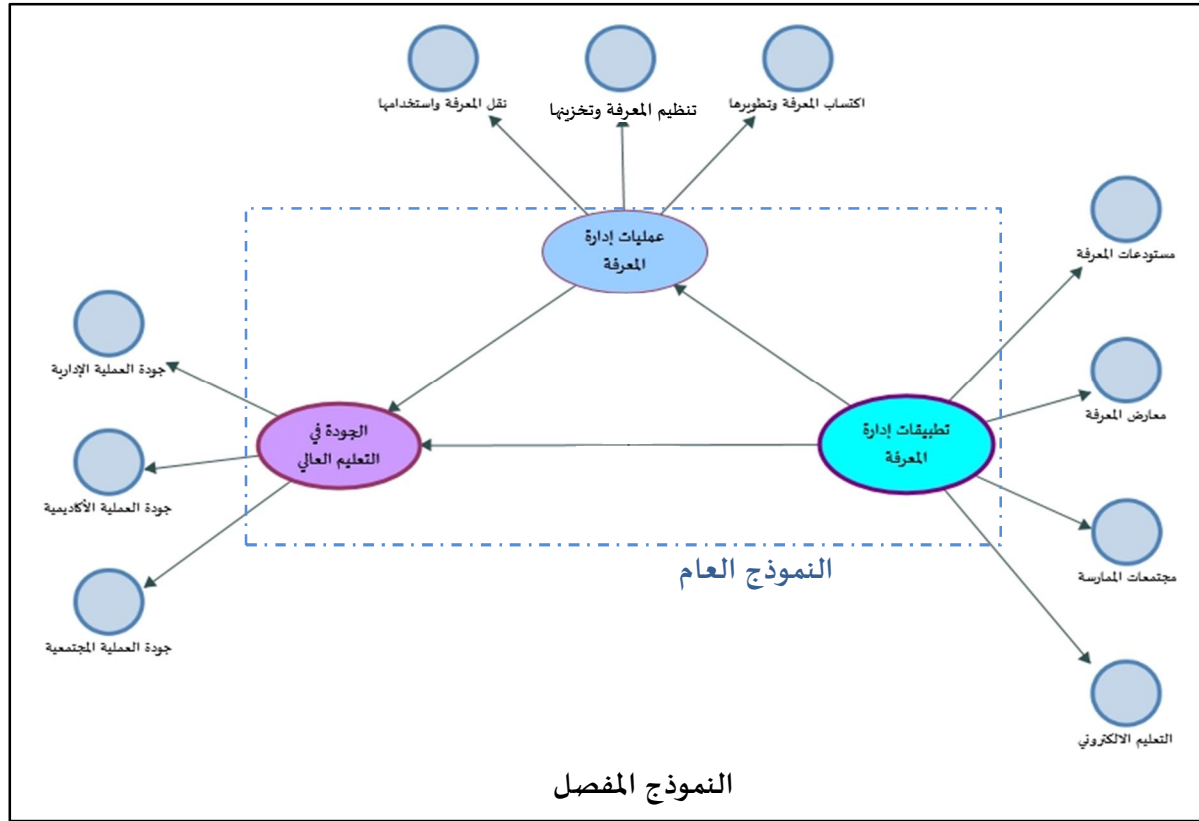 اكتساب المعرفة وتطويرها
تنظيم المعرفة وتخزينها
نقل المعرفة واستخدامها
عمليات إدارة
المعرفة
مستودعات المعرفة
معارض المعرفة
مجتمعات الممارسة
التعليم الالكتروني
تطبيقات إدارة
المعرفة
الجودة في
التعليم العالي
جودة العملية الإدارية
جودة العملية الأكاديمية
جودة العملية المجتمعية
النموذج العام
النموذج المفصل